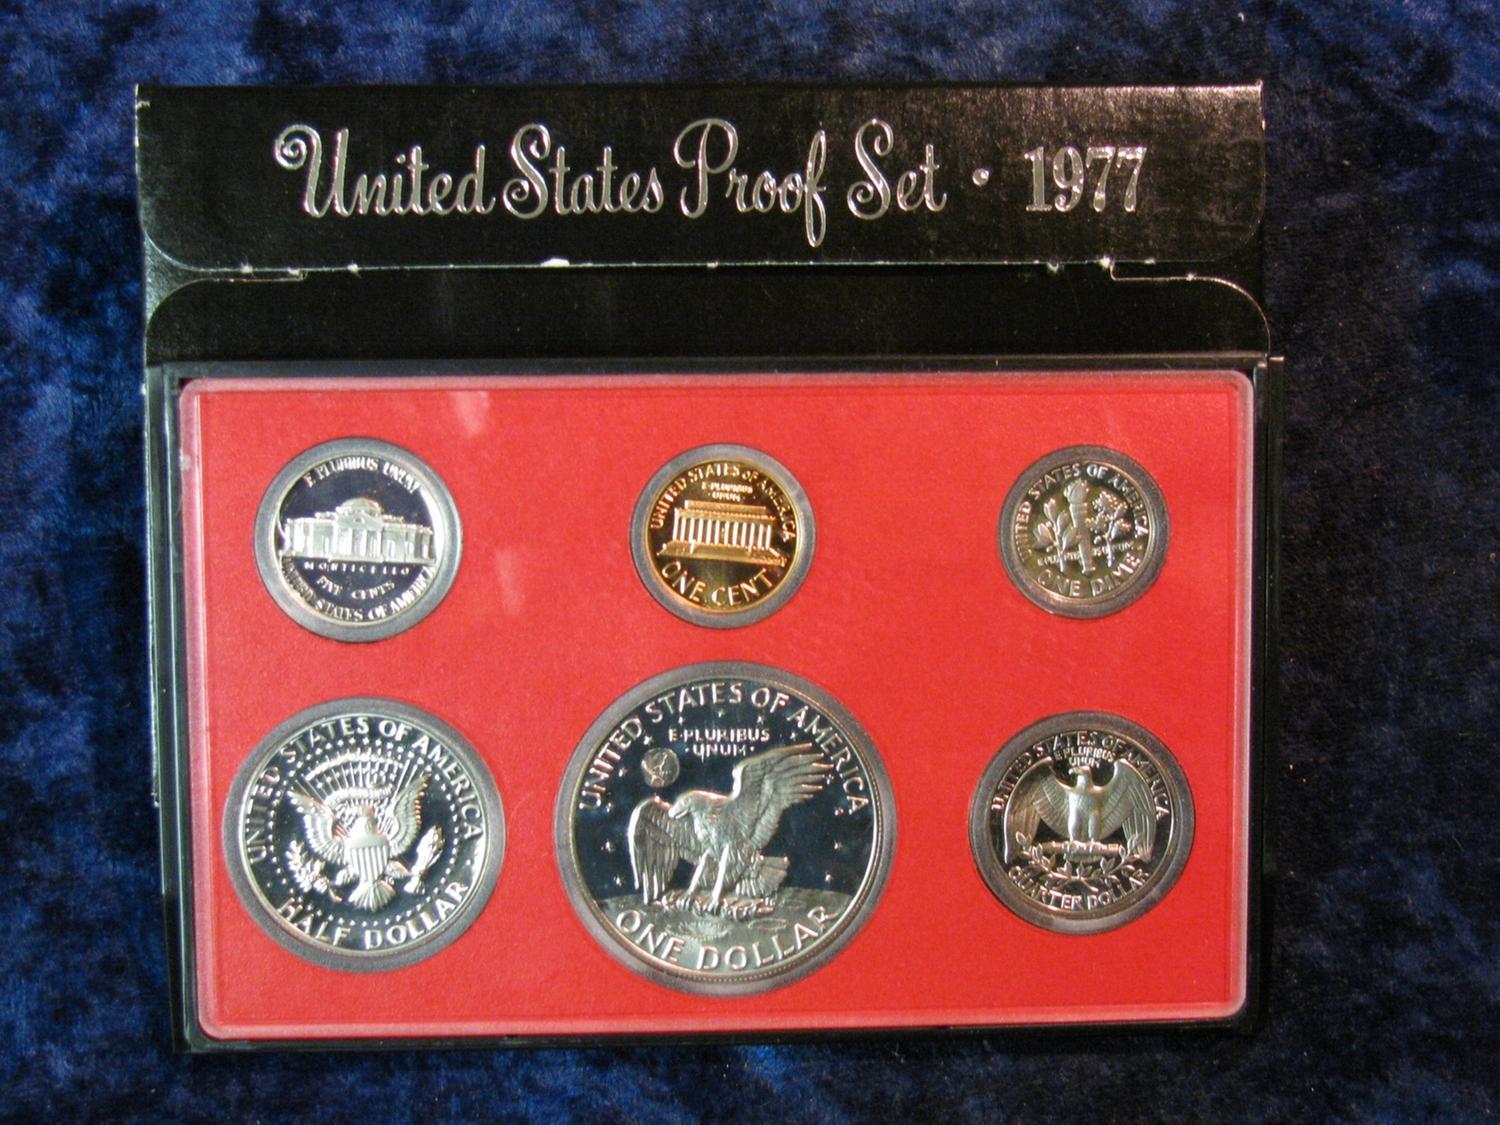 United States Proof Set · 1977
E PLURIBUS UNUM
MONTICELLO
FIVE CENTS
UNITED STATES OF AMERICA
UNITED STATES OF AMERICA
E·PLURIBUS
·UNUM·
ONE CENT
UNITED STATES OF AMERICA
E PLURIBUS UNUM
ONE DIME
UNITED STATES OF AMERICA
HALF DOLLAR
UNITED STATES OF AMERICA
E·PLURIBUS
·UNUM·
ONE DOLLAR
UNITED STATES OF AMERICA
E PLURIBUS
UNUM
QUARTER DOLLAR